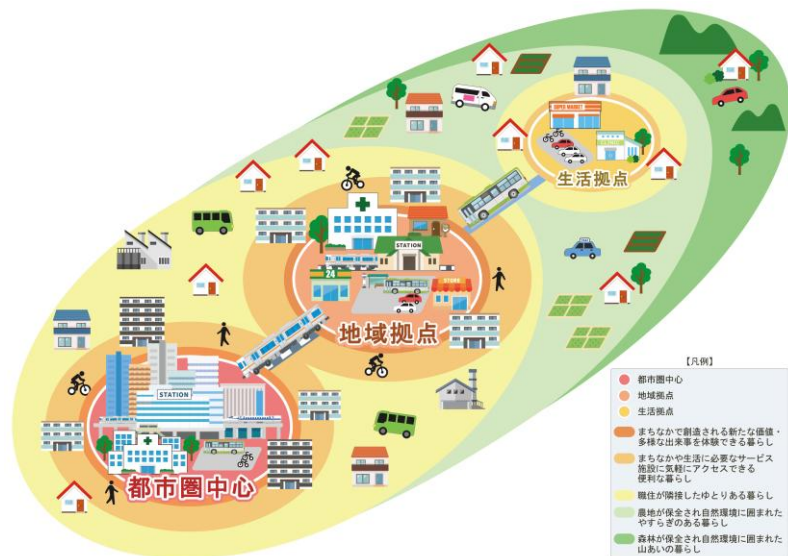 SUPER MARKET
CLINIC
生活拠点
STATION
24
STORE
地域拠点
STATION
都市圏中心
【凡例】
都市圏中心
地域拠点
生活拠点
まちなかで創造される新たな価値・
多様な出来事を体験できる暮らし
まちなかや生活に必要なサービス
施設に気軽にアクセスできる
便利な暮らし
職住が隣接したゆとりある暮らし
農地が保全され自然環境に囲まれた
やすらぎのある暮らし
森林が保全され自然環境に囲まれた
山あいの暮らし